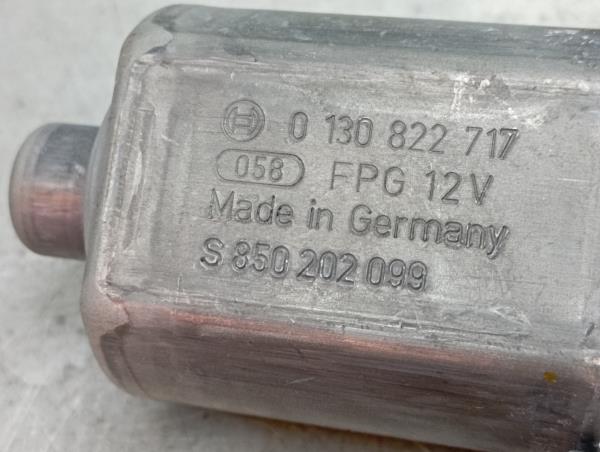 0 130 822 717
058 FPG 12V
Made in Germany
S 850 202 099